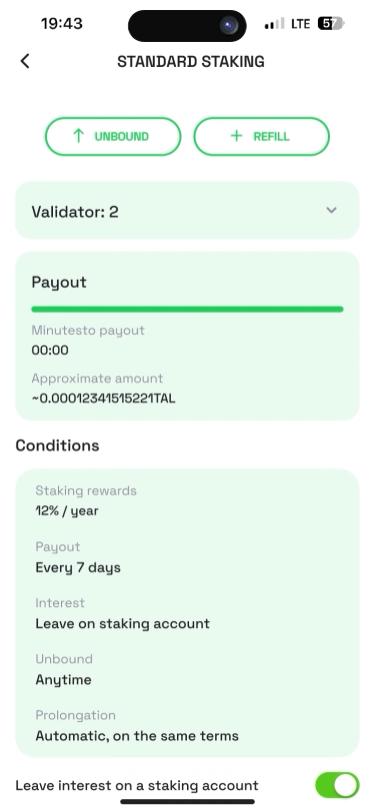 19:43 LTE 57
STANDARD STAKING
UNBOUND REFILL
Validator: 2
Payout
Minutesto payout
00:00
Approximate amount
~0.00012341515221TAL
Conditions
Staking rewards
12% / year
Payout
Every 7 days
Interest
Leave on staking account
Unbound
Anytime
Prolongation
Automatic, on the same terms
Leave interest on a staking account